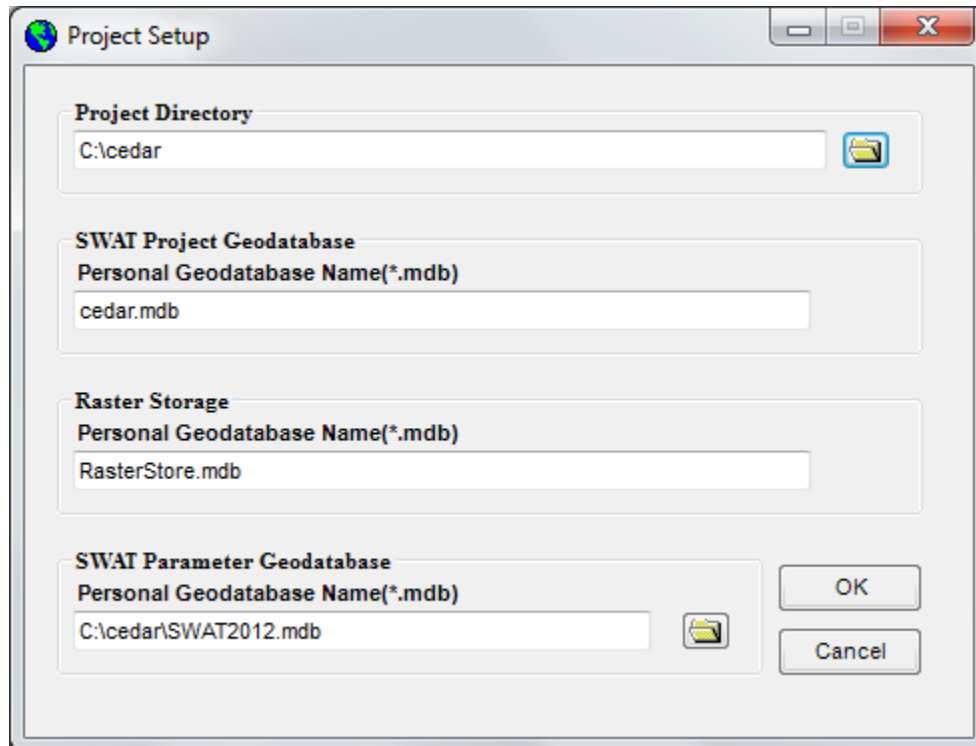 Project Setup
Project Directory
C:\cedar
SWAT Project Geodatabase
Personal Geodatabase Name(*.mdb)
cedar.mdb
Raster Storage
Personal Geodatabase Name(*.mdb)
RasterStore.mdb
SWAT Parameter Geodatabase
Personal Geodatabase Name(*.mdb)
C:\cedar\SWAT2012.mdb
OK
Cancel